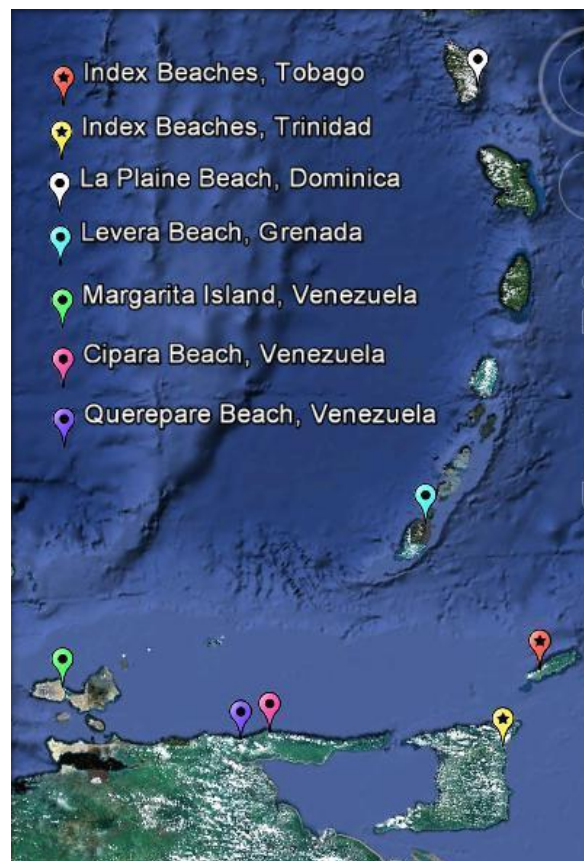 Index Beaches, Tobago
Index Beaches, Trinidad
La Plaine Beach, Dominica
Levera Beach, Grenada
Margarita Island, Venezuela
Cipara Beach, Venezuela
Querepare Beach, Venezuela